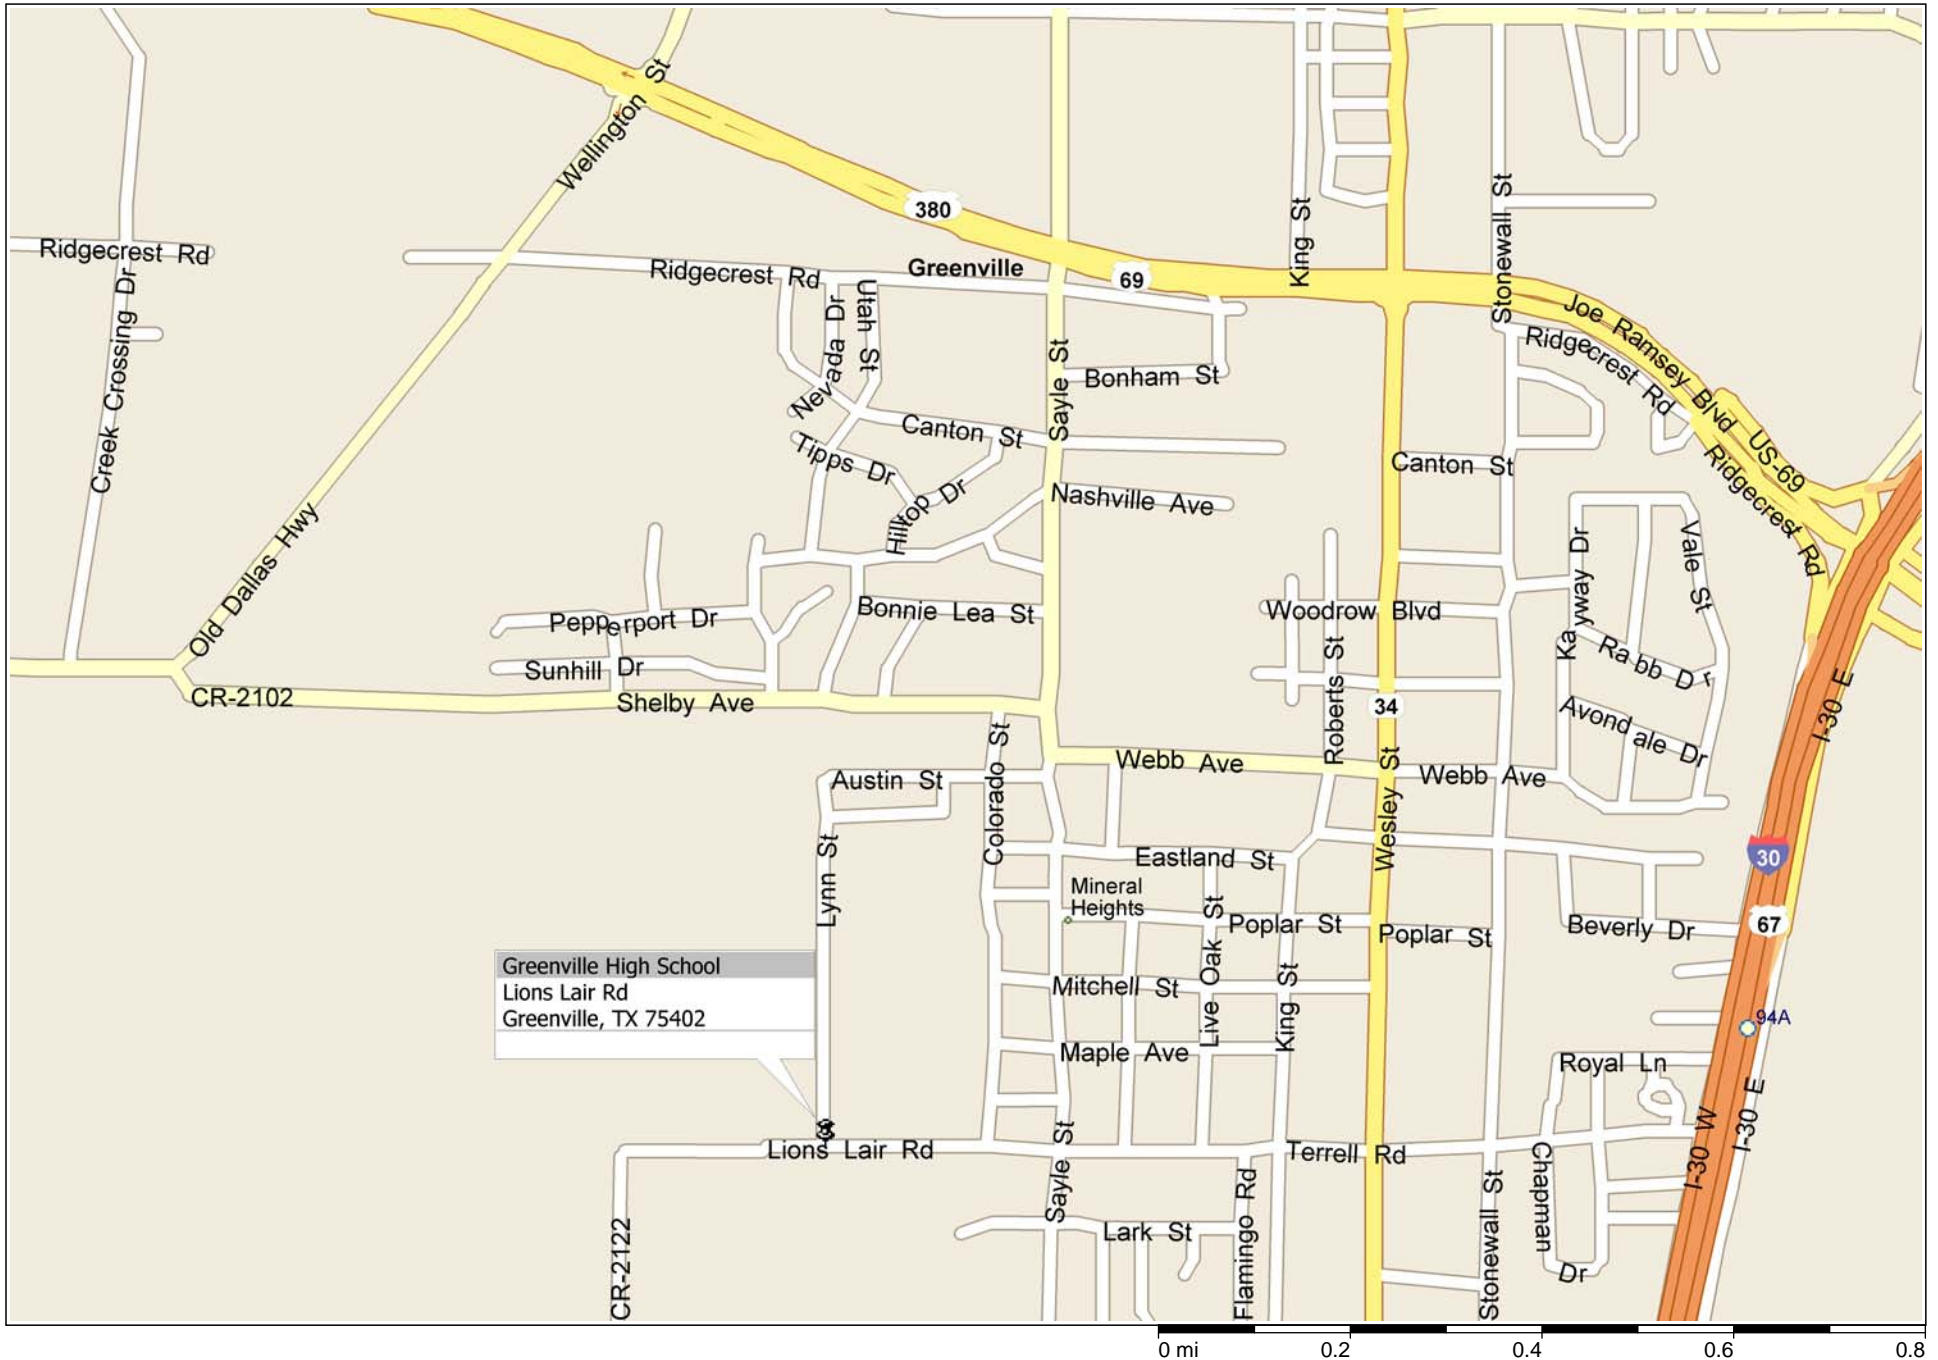 Wellington St
380
Ridgecrest Rd
Creek Crossing Dr
Ridgecrest Rd
Greenville
69
King St
Stonewall St
Joe Ramsey Blvd US-69
Ridgecrest Rd
Ridgecrest Rd
Nevada Dr
Utah St
Sayle St
Bonham St
Canton St
Canton St
Tipps Dr
Hilltop Dr
Nashville Ave
Old Dallas Hwy
Kayway Dr
Vale St
Pepperport Dr
Bonnie Lea St
Woodrow Blvd
Roberts St
Rabb Dr
Sunhill Dr
CR-2102
Shelby Ave
34
Avondale Dr
I-30 E
Colorado St
Webb Ave
Webb Ave
Austin St
Wesley St
Lynn St
Eastland St
30
Mineral
Heights
Live Oak St
Poplar St
Poplar St
Beverly Dr
67
Greenville High School
Lions Lair Rd
Greenville, TX 75402
Mitchell St
King St
94A
Maple Ave
Royal Ln
I-30 W
I-30 E
Lions Lair Rd
Sayle St
Terrell Rd
Chapman Dr
CR-2122
Lark St
Flamingo Rd
Stonewall St
0 mi 0.2 0.4 0.6 0.8